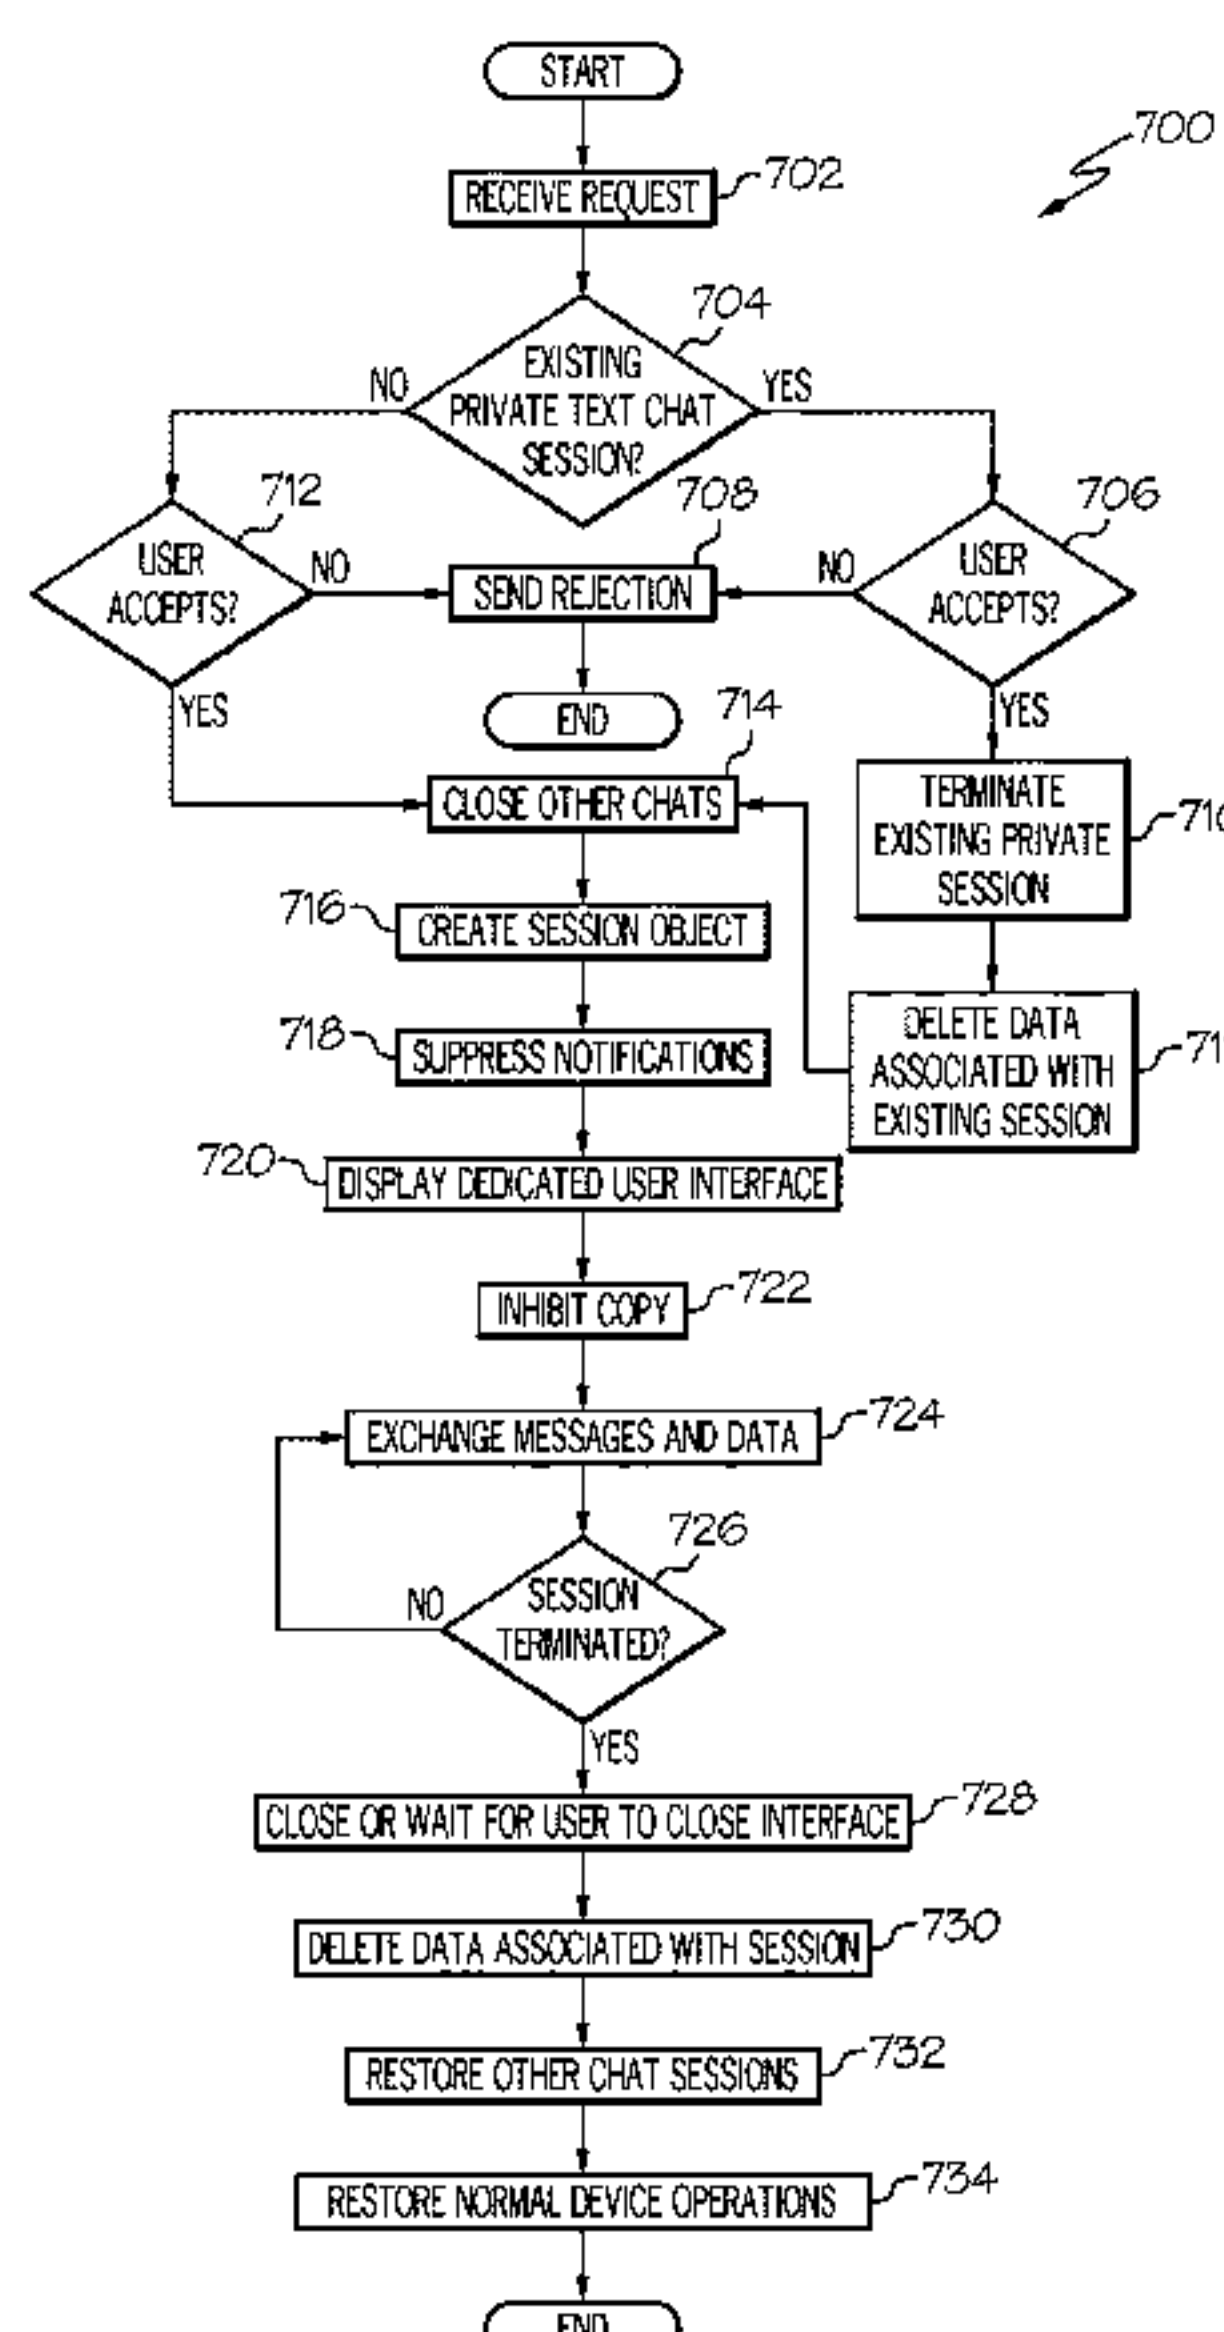 START
700
RECEIVE REQUEST
702
704
EXISTING
PRIVATE TEXT CHAT
SESSION?
NO
YES
712
USER
ACCEPTS?
NO
708
SEND REJECTION
706
USER
ACCEPTS?
NO
YES
END
YES
714
CLOSE OTHER CHATS
TERMINATE
EXISTING PRIVATE
SESSION
716
CREATE SESSION OBJECT
718
SUPPRESS NOTIFICATIONS
DELETE DATA
ASSOCIATED WITH
EXISTING SESSION
720
DISPLAY DEDICATED USER INTERFACE
INHIBIT COPY
722
EXCHANGE MESSAGES AND DATA
724
726
SESSION
TERMINATED?
NO
YES
CLOSE OR WAIT FOR USER TO CLOSE INTERFACE
728
DELETE DATA ASSOCIATED WITH SESSION
730
RESTORE OTHER CHAT SESSIONS
732
RESTORE NORMAL DEVICE OPERATIONS
734
END